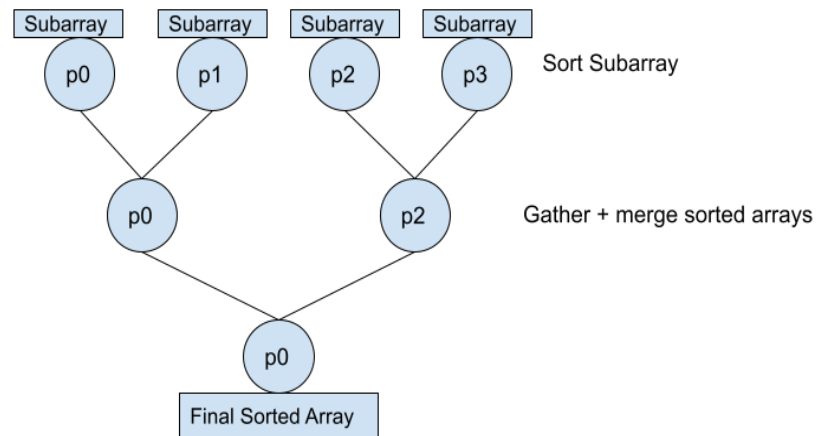 Subarray Subarray Subarray Subarray
p0 p1 p2 p3 Sort Subarray
p0 p2 Gather + merge sorted arrays
p0
Final Sorted Array